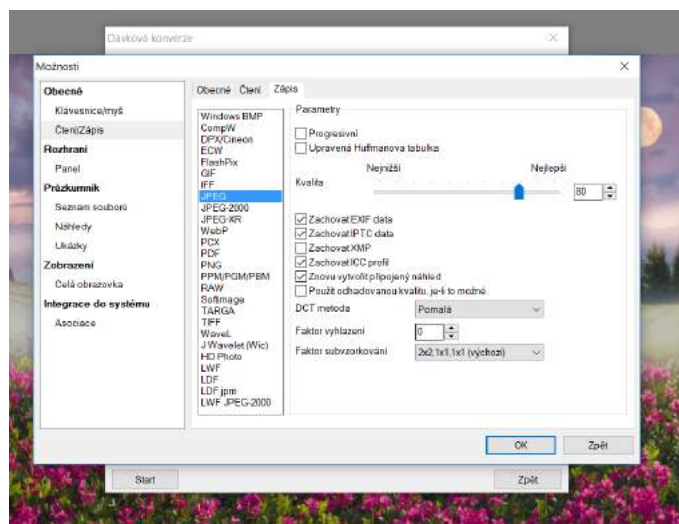 Dávková konverze
Možnosti
Obecné
Klávesnice/myš
Čtení/Zápis
Rozhraní
Panel
Průzkumník
Seznam souborů
Náhledy
Ukázky
Zobrazení
Celá obrazovka
Integrace do systému
Asociace
Obecné Čtení Zápis
Windows BMP
CompW
DPX/Cineon
ECW
FlashPix
GIF
IFF
JPEG
JPEG-2000
JPEG-XR
WebP
PCX
PDF
PNG
PPM/PGM/PBM
RAW
Softimage
TARGA
TIFF
WaveL
JWavelet (Wic)
HD Photo
LWF
LDF
LDF jpm
LWF JPEG-2000
Parametry
Progresivní
Upravená Huffmanova tabulka
Nejnižší Nejlepší
Kvalita 80
Zachovat EXIF data
Zachovat IPTC data
Zachovat XMP
Zachovat ICC profil
Znovu vytvořit připojený náhled
Použít odhadovanou kvalitu, je-li to možné
DCT metoda Pomalá
Faktor vyhlazení 0
Faktor subvzorkování 2x2,1x1,1x1 (výchozí)
OK Zpět
Start Zpět